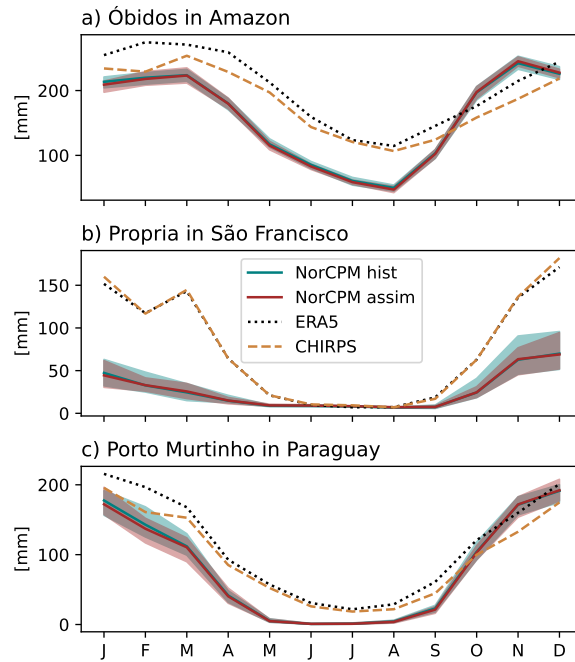 a) Óbidos in Amazon
[mm]
200
100
b) Propria in São Francisco
[mm]
150
100
50
0
NorCPM hist
NorCPM assim
ERA5
CHIRPS
c) Porto Murtinho in Paraguay
[mm]
200
100
0
J F M A M J J A S O N D